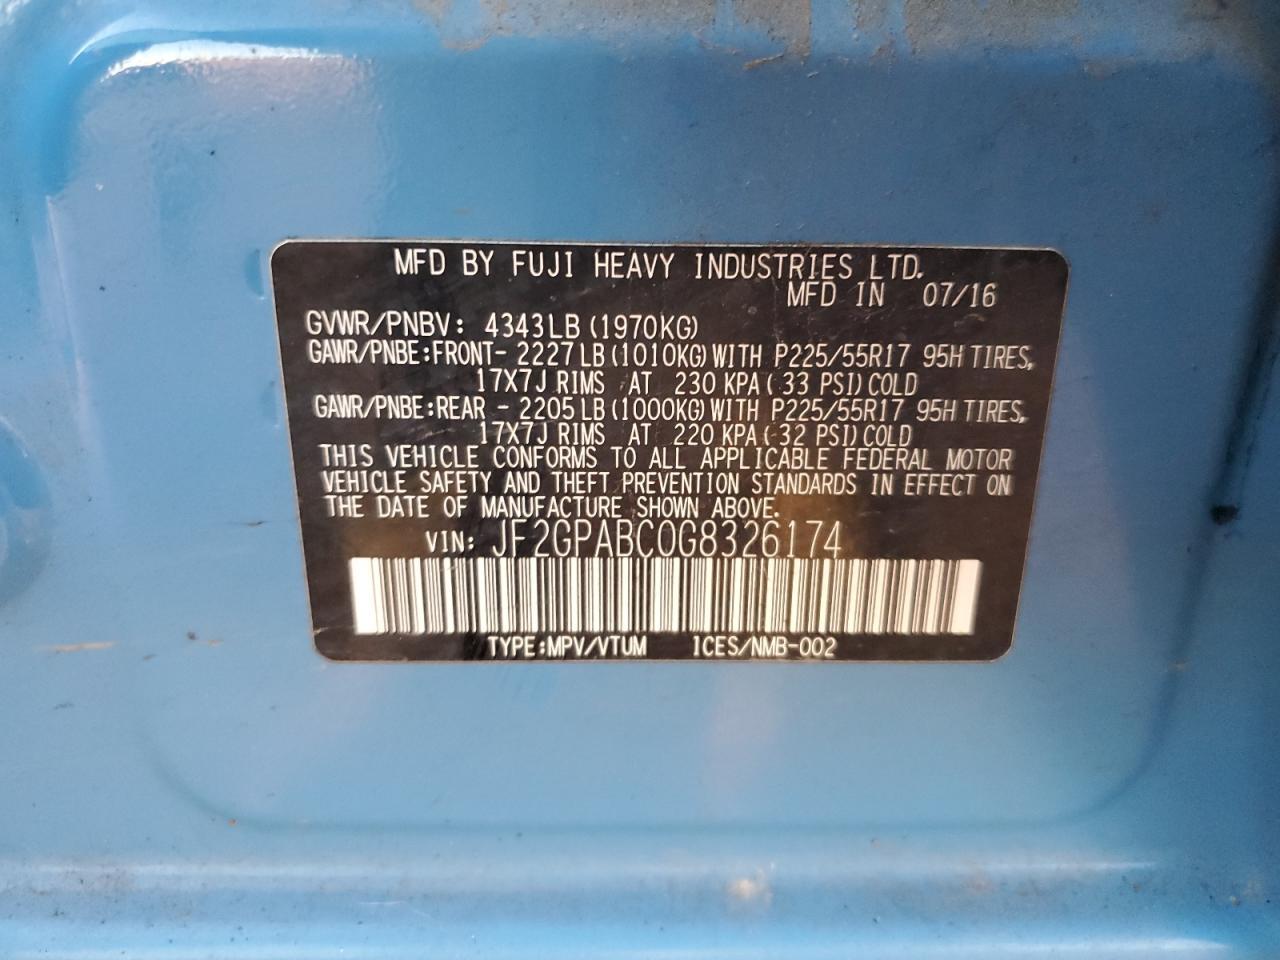 MFD BY FUJI HEAVY INDUSTRIES LTD.
MFD IN 07/16
GVWR/PNBV: 4343LB(1970KG)
GAWR/PNBE:FRONT- 2227LB(1010KG)WITH P225/55R17 95H TIRES,
17X7J RIMS AT 230 KPA( 33 PSI)COLD
GAWR/PNBE:REAR - 2205LB(1000KG)WITH P225/55R17 95H TIRES,
17X7J RIMS AT 220 KPA( 32 PSI)COLD
THIS VEHICLE CONFORMS TO ALL APPLICABLE FEDERAL MOTOR
VEHICLE SAFETY AND THEFT PREVENTION STANDARDS IN EFFECT ON
THE DATE OF MANUFACTURE SHOWN ABOVE.
VIN: JF2GPABC0G8326174
TYPE:MPV/VTUM ICES/NMB-002